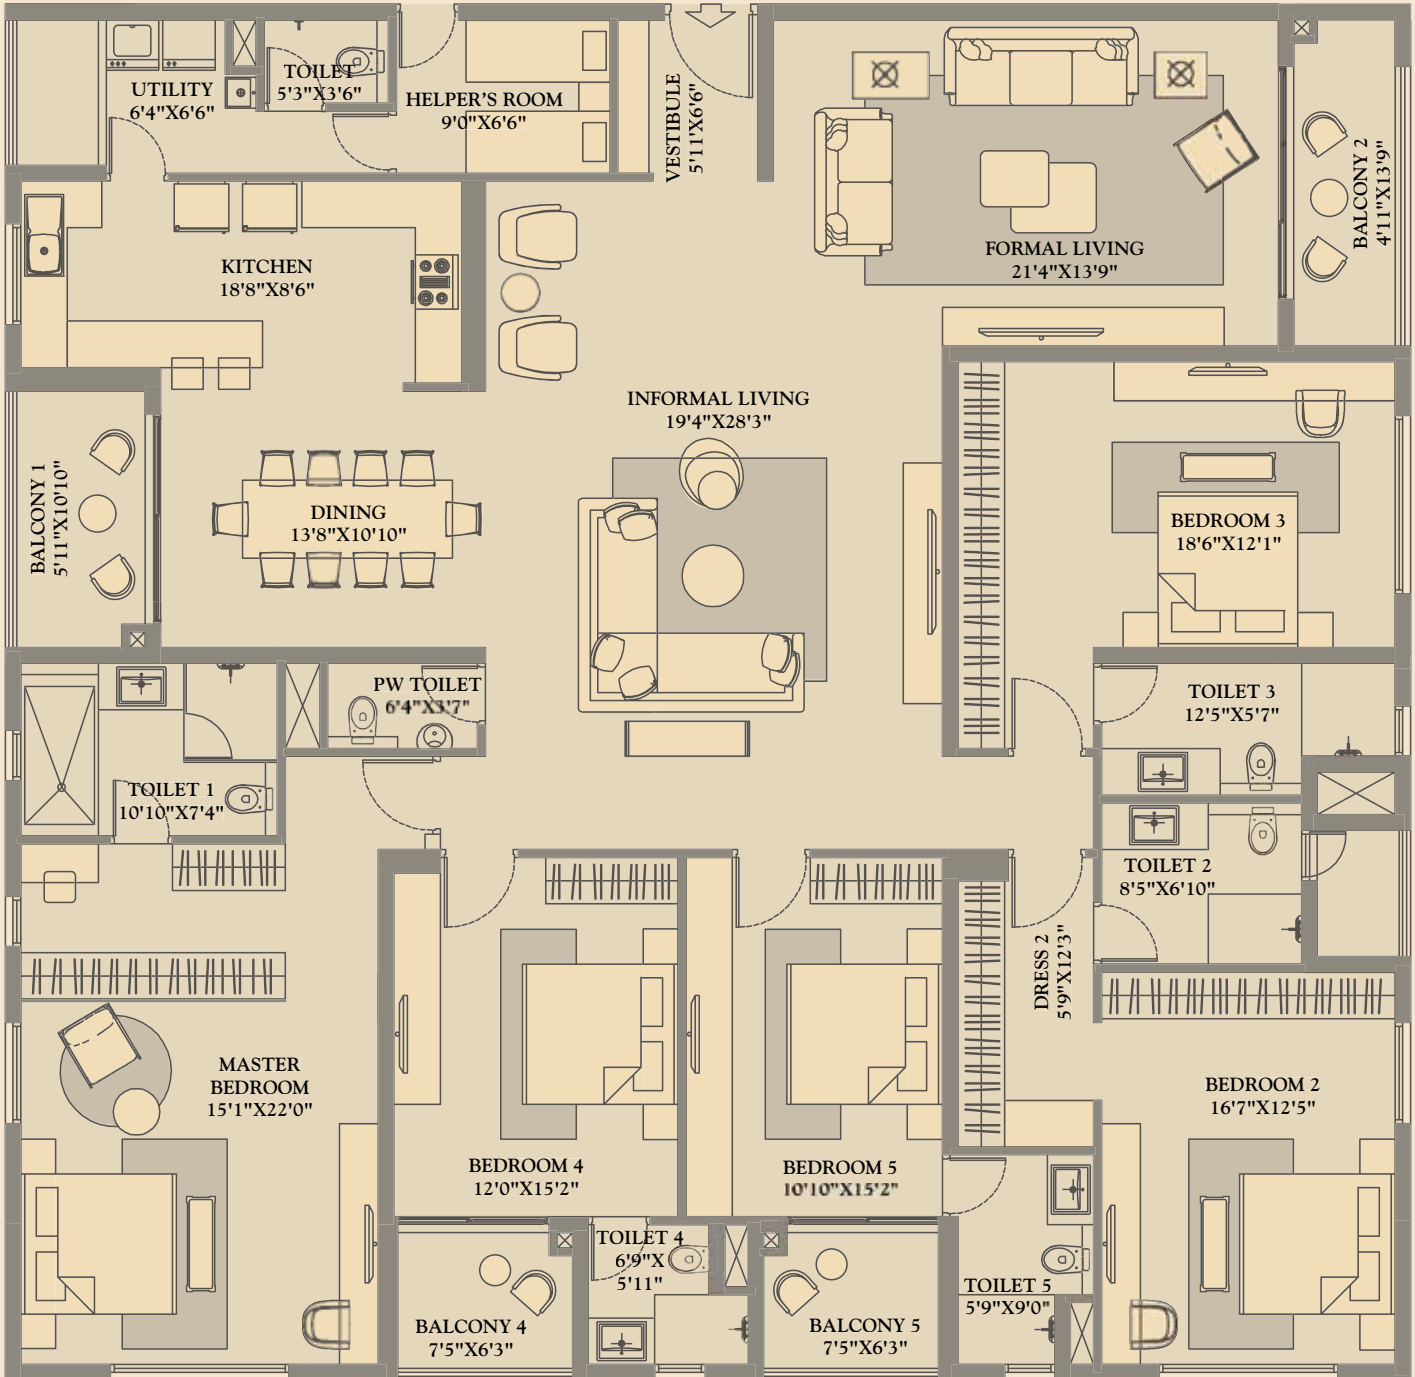 UTILITY
6'4"X6'6"
TOILET
5'3"X3'6"
HELPER'S ROOM
9'0"X6'6"
VESTIBULE
5'11"X6'6"
FORMAL LIVING
21'4"X13'9"
BALCONY 2
4'11"X13'9"
KITCHEN
18'8"X8'6"
INFORMAL LIVING
19'4"X28'3"
BALCONY 1
5'11"X10'10"
DINING
13'8"X10'10"
BEDROOM 3
18'6"X12'1"
PW TOILET
6'4"X3'7"
TOILET 3
12'5"X5'7"
TOILET 1
10'10"X7'4"
TOILET 2
8'5"X6'10"
DRESS 2
5'9"X12'3"
MASTER
BEDROOM
15'1"X22'0"
BEDROOM 2
16'7"X12'5"
BEDROOM 4
12'0"X15'2"
BEDROOM 5
10'10"X15'2"
TOILET 4
6'9"X
5'11"
TOILET 5
5'9"X9'0"
BALCONY 4
7'5"X6'3"
BALCONY 5
7'5"X6'3"